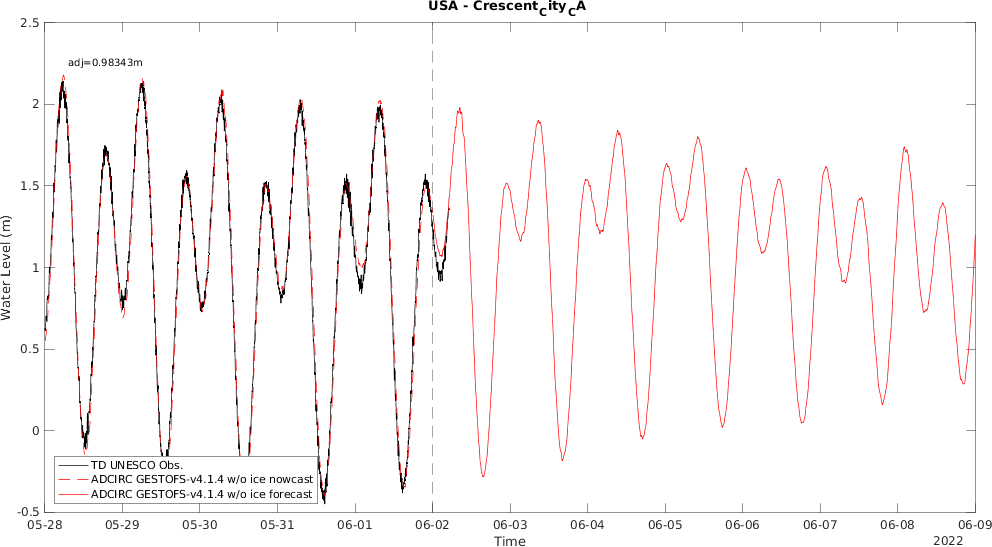 USA - Crescent_City_CA
adj=0.98343m
2.5
2
1.5
1
0.5
0
-0.5
Water Level (m)
TD UNESCO Obs.
ADCIRC GESTOFS-v4.1.4 w/o ice nowcast
ADCIRC GESTOFS-v4.1.4 w/o ice forecast
05-28 05-29 05-30 05-31 06-01 06-02 06-03 06-04 06-05 06-06 06-07 06-08 06-09
Time
2022